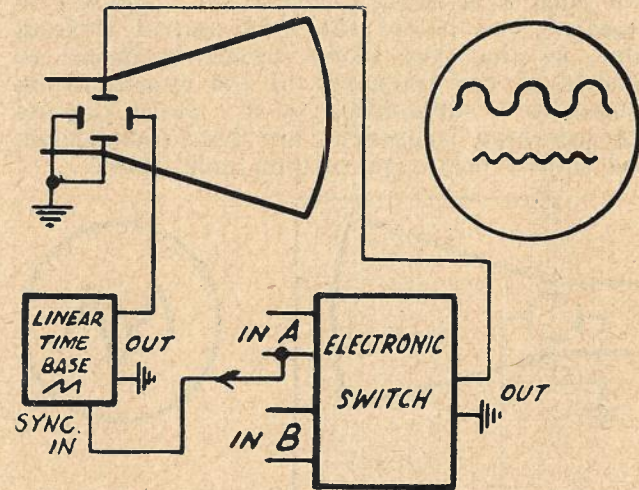 LINEAR
TIME
BASE
OUT
SYNC.
IN
IN A
IN B
ELECTRONIC
SWITCH
OUT